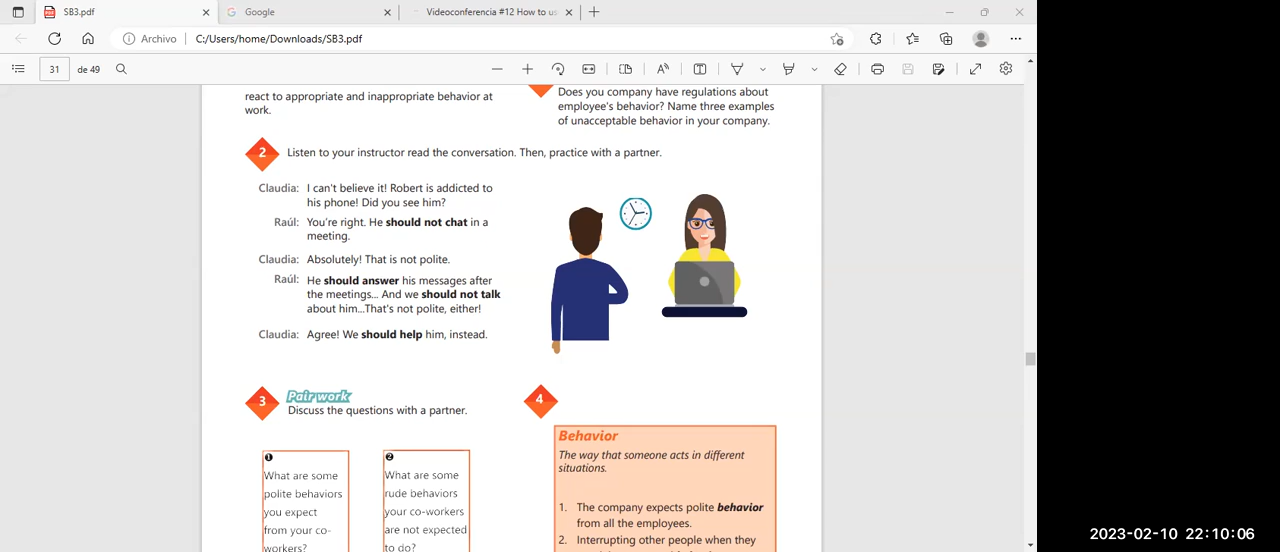 SB3.pdf
Google
Videoconferencia #12 How to us
Archivo
C:/Users/home/Downloads/SB3.pdf
31 de 49
react to appropriate and inappropriate behavior at
work.
Does you company have regulations about
employee's behavior? Name three examples
of unacceptable behavior in your company.
2 Listen to your instructor read the conversation. Then, practice with a partner.
Claudia: I can't believe it! Robert is addicted to
his phone! Did you see him?
Raúl: You're right. He should not chat in a
meeting.
Claudia: Absolutely! That is not polite.
Raúl: He should answer his messages after
the meetings... And we should not talk
about him...That's not polite, either!
Claudia: Agree! We should help him, instead.
3 Pair work
Discuss the questions with a partner.
1
What are some
polite behaviors
you expect
from your co-
workers?
2
What are some
rude behaviors
your co-workers
are not expected
to do?
4
Behavior
The way that someone acts in different
situations.
1. The company expects polite behavior
from all the employees.
2. Interrupting other people when they
2023-02-10 22:10:06